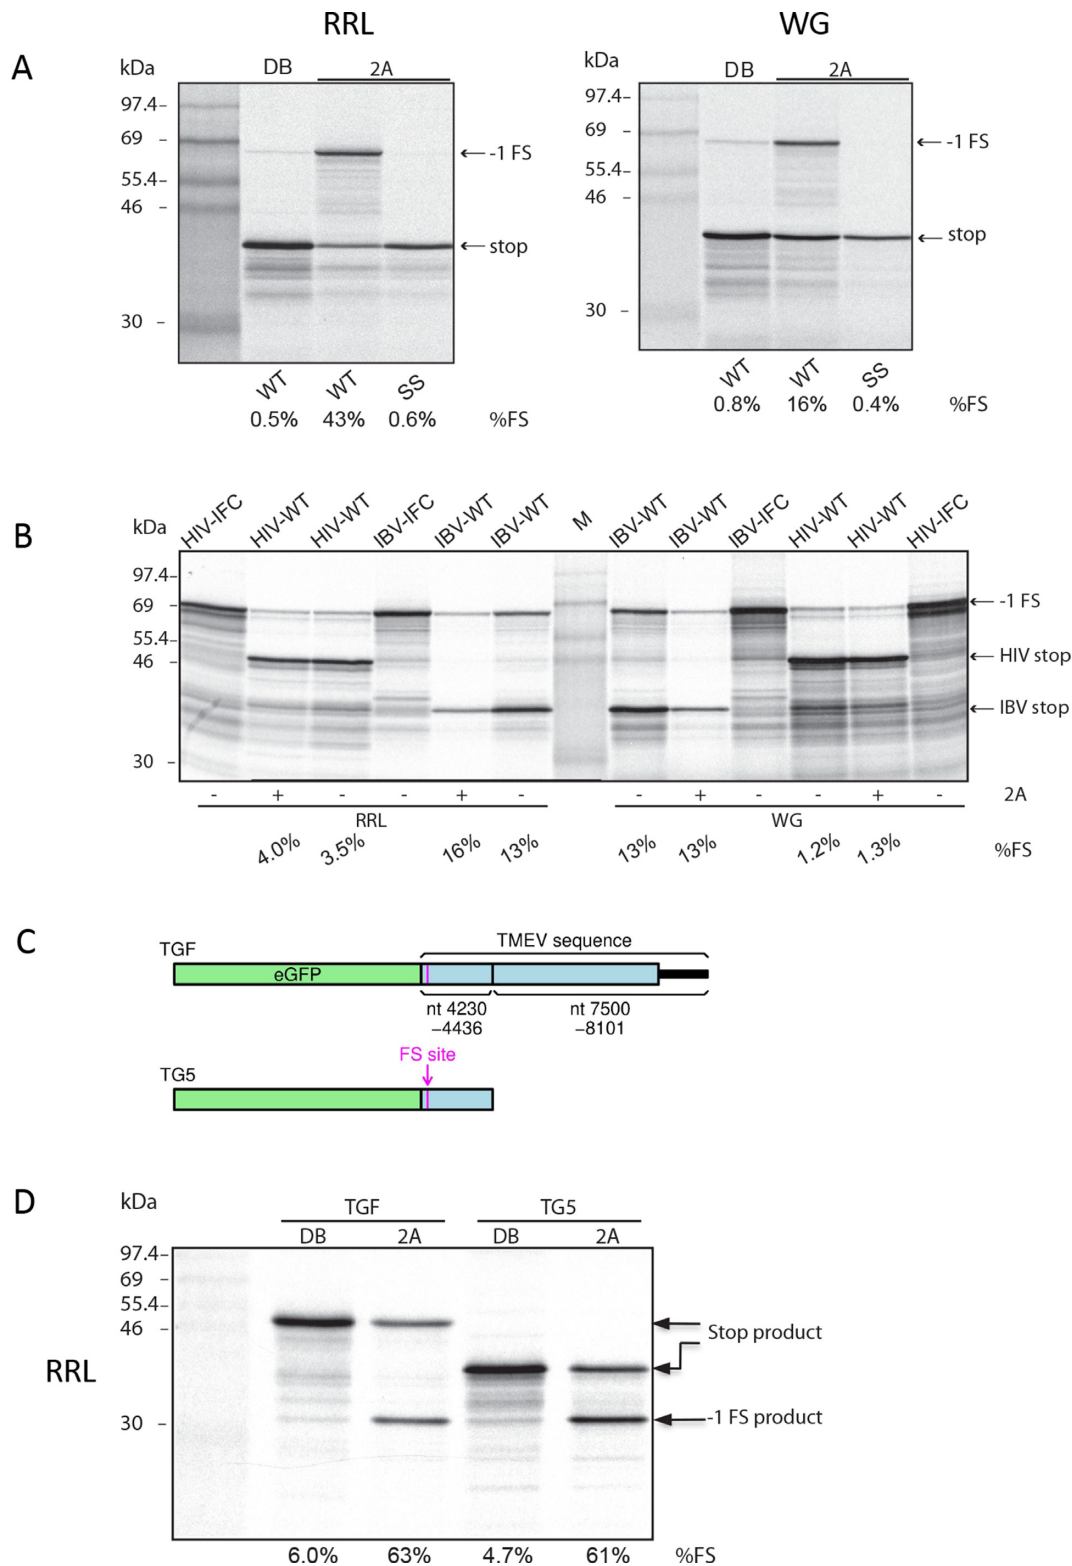 RRL WG
A
kDa DB 2A
97.4–
69 –
55.4–
46 –
30 –
←-1 FS
←stop
WT WT SS
0.5% 43% 0.6% %FS
kDa DB 2A
97.4–
69 –
55.4–
46 –
30 –
←-1 FS
←stop
WT WT SS
0.8% 16% 0.4% %FS
B
kDa HIV-IFC HIV-WT HIV-WT IBV-IFC IBV-WT IBV-WT M IBV-WT IBV-WT IBV-IFC HIV-WT HIV-WT HIV-IFC
97.4–
69 –
55.4–
46 –
30 –
←-1 FS
←HIV stop
←IBV stop
- + - - + - - + - - + - 2A
RRL WG
4.0% 3.5% 16% 13% 13% 13% 1.2% 1.3% %FS
C
TMEV sequence
TGF
eGFP
nt 4230 –4436
nt 7500 –8101
FS site
TG5
D
kDa TGF TG5
DB 2A DB 2A
97.4–
69 –
55.4–
46 –
30 –
Stop product
-1 FS product
RRL
6.0% 63% 4.7% 61% %FS